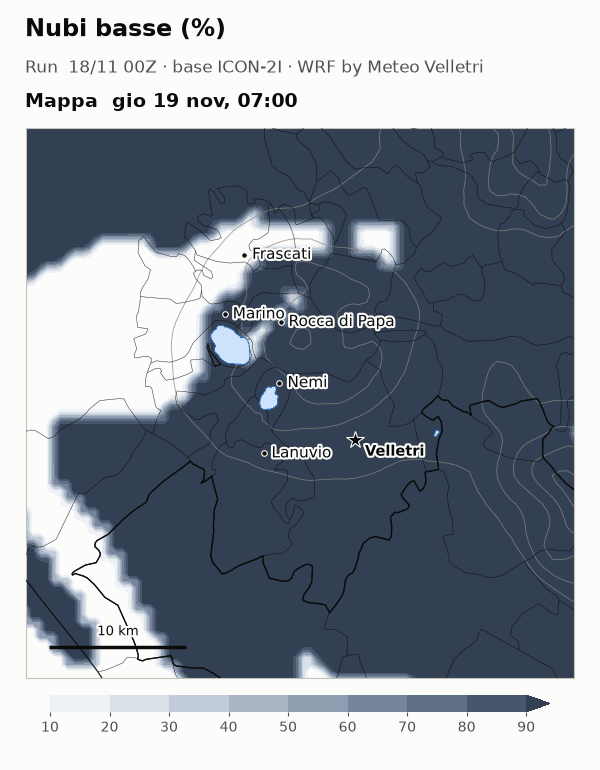 Nubi basse (%)
Run  18/11 00Z · base ICON-2I · WRF by Meteo Velletri
Mappa  gio 19 nov, 07:00
Frascati
Marino
Rocca di Papa
Nemi
Velletri
Lanuvio
10 km
10 20 30 40 50 60 70 80 90